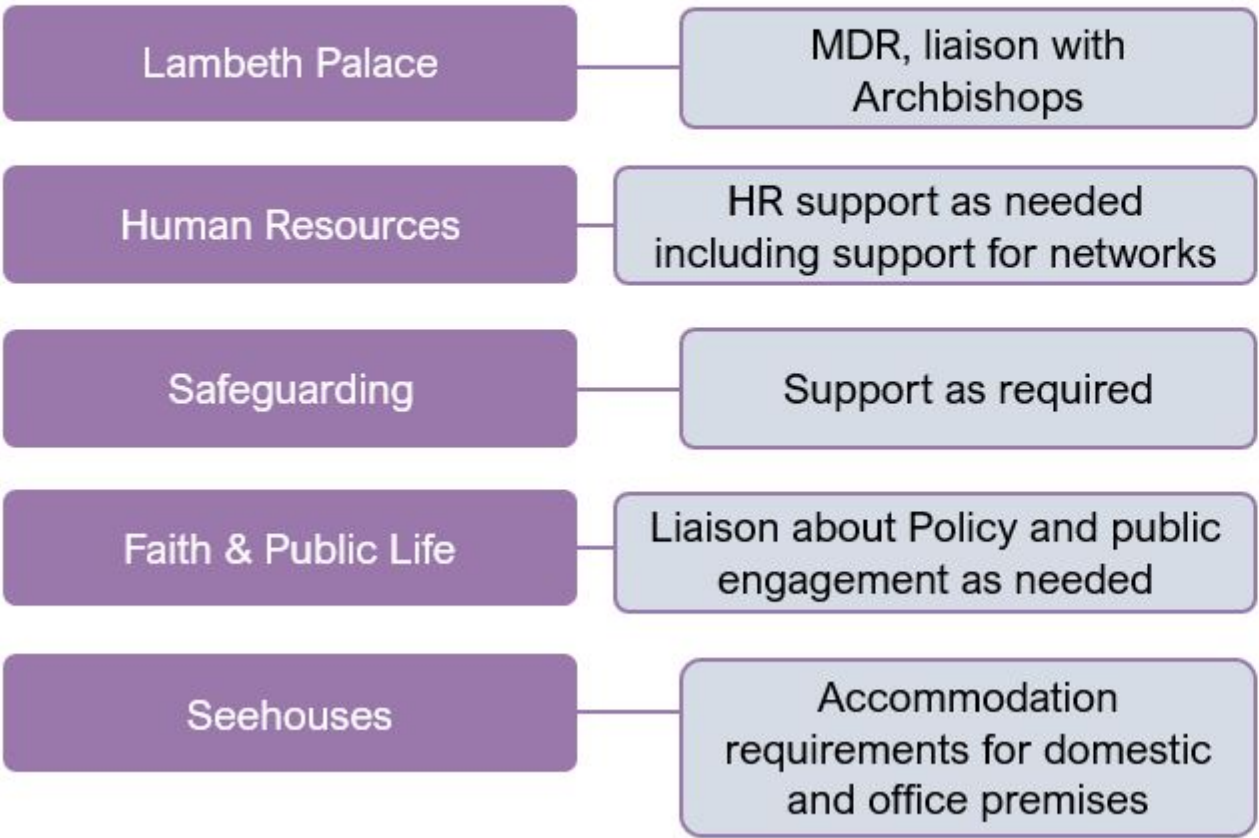 Lambeth Palace
MDR, liaison with
Archbishops
Human Resources
HR support as needed
including support for networks
Safeguarding
Support as required
Faith & Public Life
Liaison about Policy and public
engagement as needed
Seehouses
Accommodation
requirements for domestic
and office premises